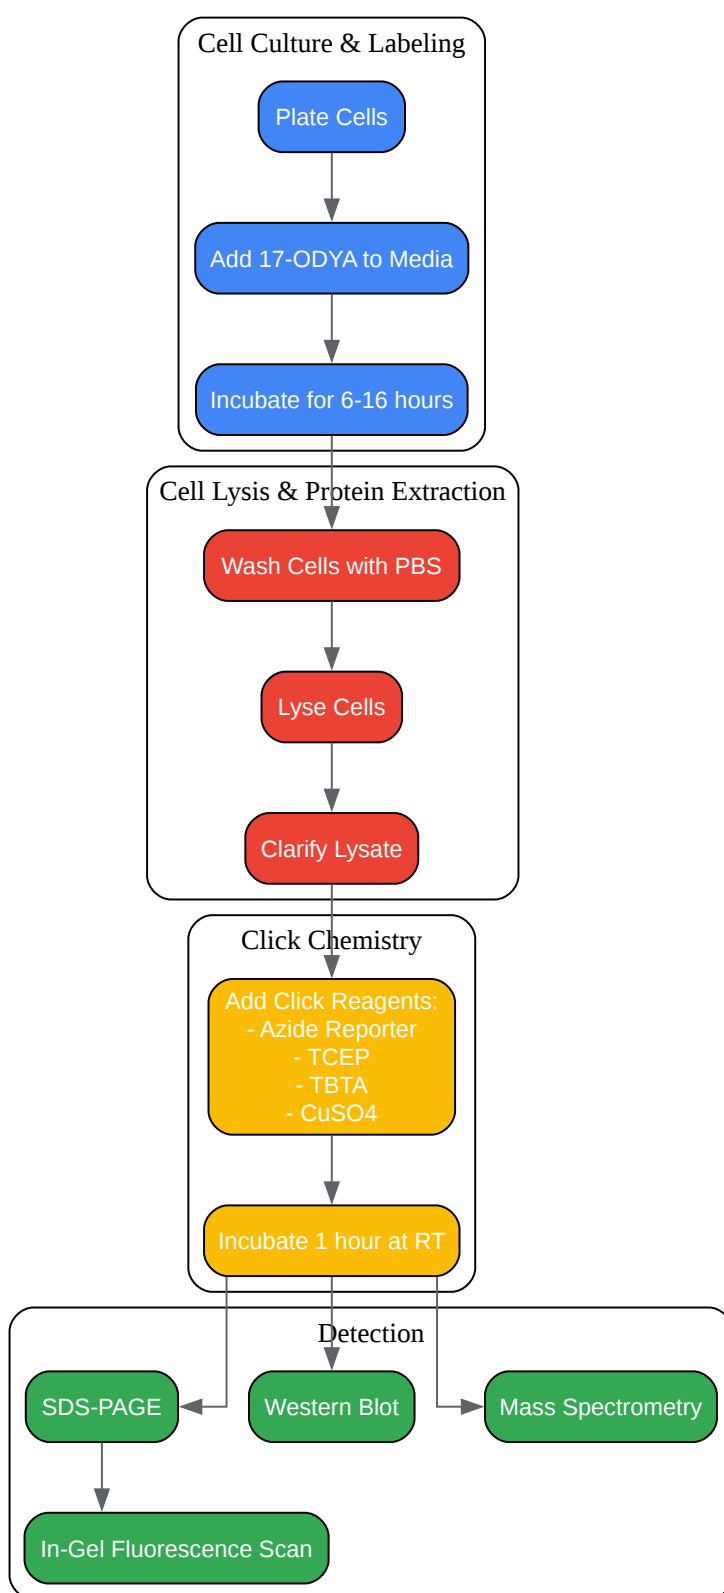 Cell Culture & Labeling
Plate Cells
Add 17-ODYA to Media
Incubate for 6-16 hours
Cell Lysis & Protein Extraction
Wash Cells with PBS
Lyse Cells
Clarify Lysate
Click Chemistry
Add Click Reagents:
- Azide Reporter
- TCEP
- TBTA
- CuSO4
Incubate 1 hour at RT
Detection
SDS-PAGE
Western Blot
Mass Spectrometry
In-Gel Fluorescence Scan